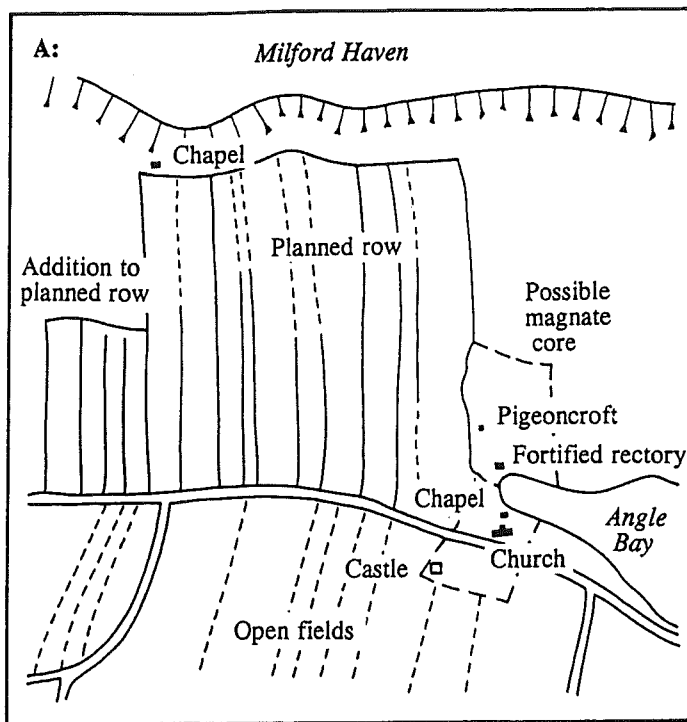 A:
Milford Haven
Chapel
Planned row
Addition to
planned row
Possible
magnate
core
Pigeoncroft
Fortified rectory
Chapel
Angle
Bay
Church
Castle
Open fields